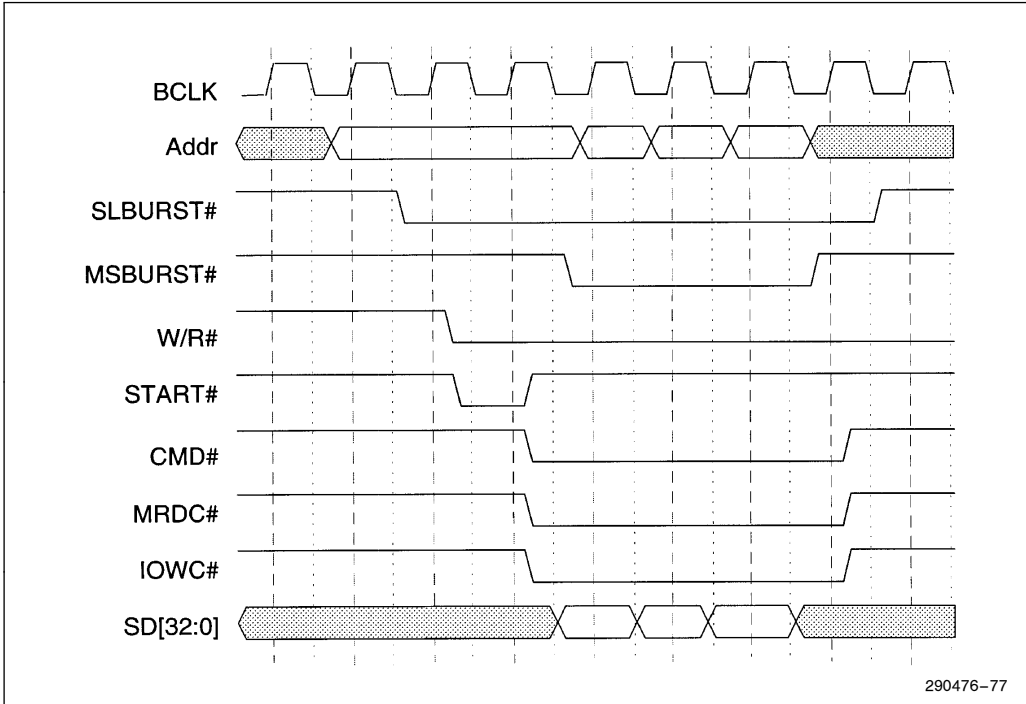 BCLK
Addr
SLBURST#
MSBURST#
W/R#
START#
CMD#
MRDC#
IOWC#
SD[32:0]
290476–77